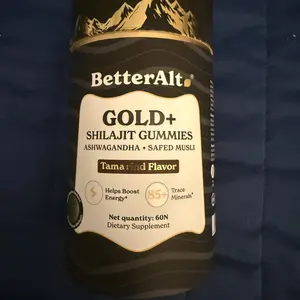 BetterAlt
GOLD+
SHILAJIT GUMMIES
ASHWAGANDHA • SAFED MUSLI
Tamarind Flavor
Helps Boost
Energy*
85+
Trace
Minerals*
Net quantity: 60N
Dietary Supplement